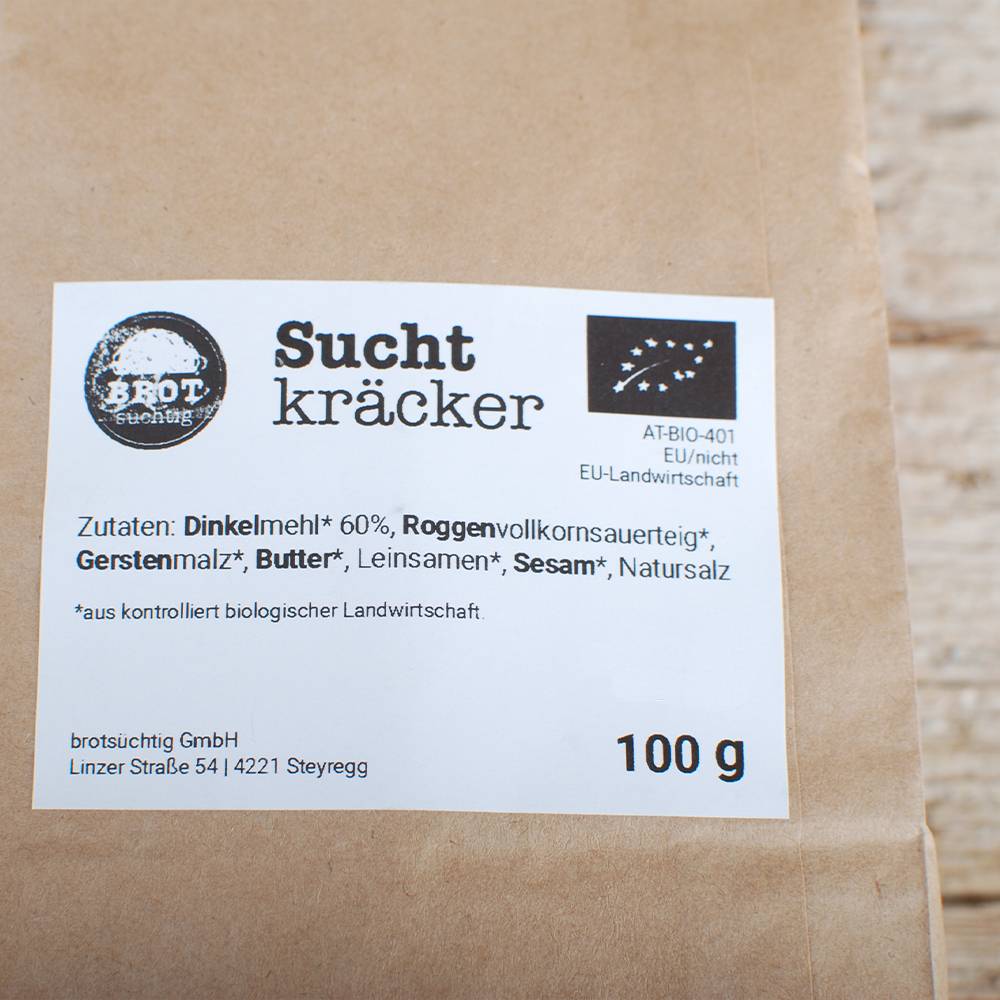 BROT
süchtig
Sucht
kräcker
AT-BIO-401
EU/nicht
EU-Landwirtschaft
Zutaten: Dinkelmehl* 60%, Roggenvollkornsauerteig*,
Gerstenmalz*, Butter*, Leinsamen*, Sesam*, Natursalz
*aus kontrolliert biologischer Landwirtschaft.
brotsüchtig GmbH
Linzer Straße 54 | 4221 Steyregg
100 g